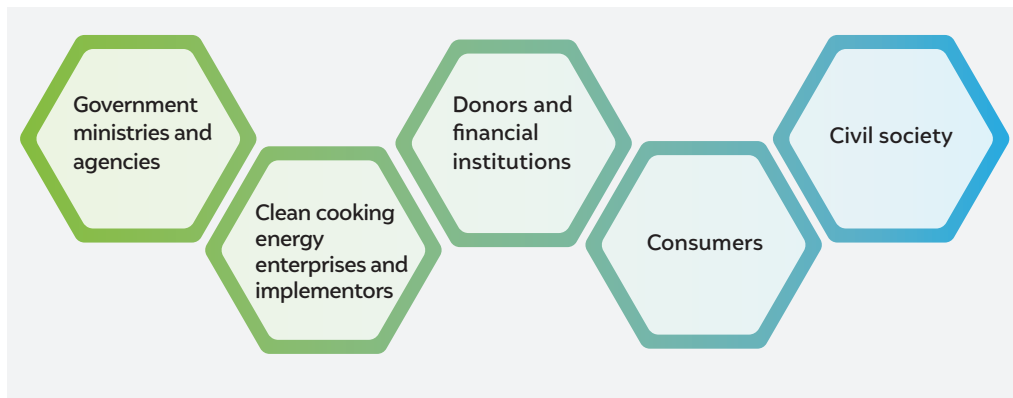 Government
ministries and
agencies
Clean cooking
energy
enterprises and
implementors
Donors and
financial
institutions
Consumers
Civil society